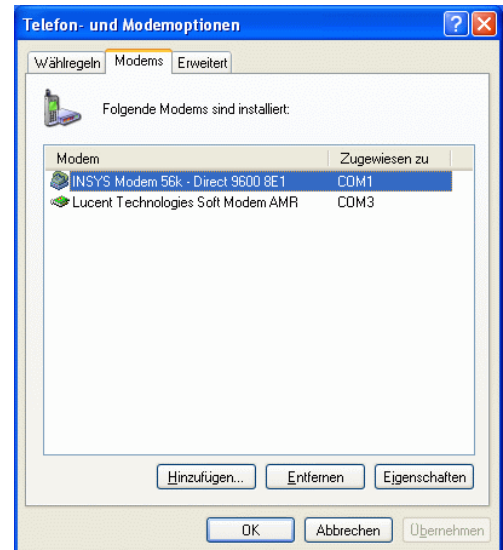 Telefon- und Modemoptionen
Wählregeln Modems Erweitert
Folgende Modems sind installiert:
Modem Zugewiesen zu
INSYS Modem 56k - Direct 9600 8E1 COM1
Lucent Technologies Soft Modem AMR COM3
Hinzufügen... Entfernen Eigenschaften
OK Abbrechen Übernehmen